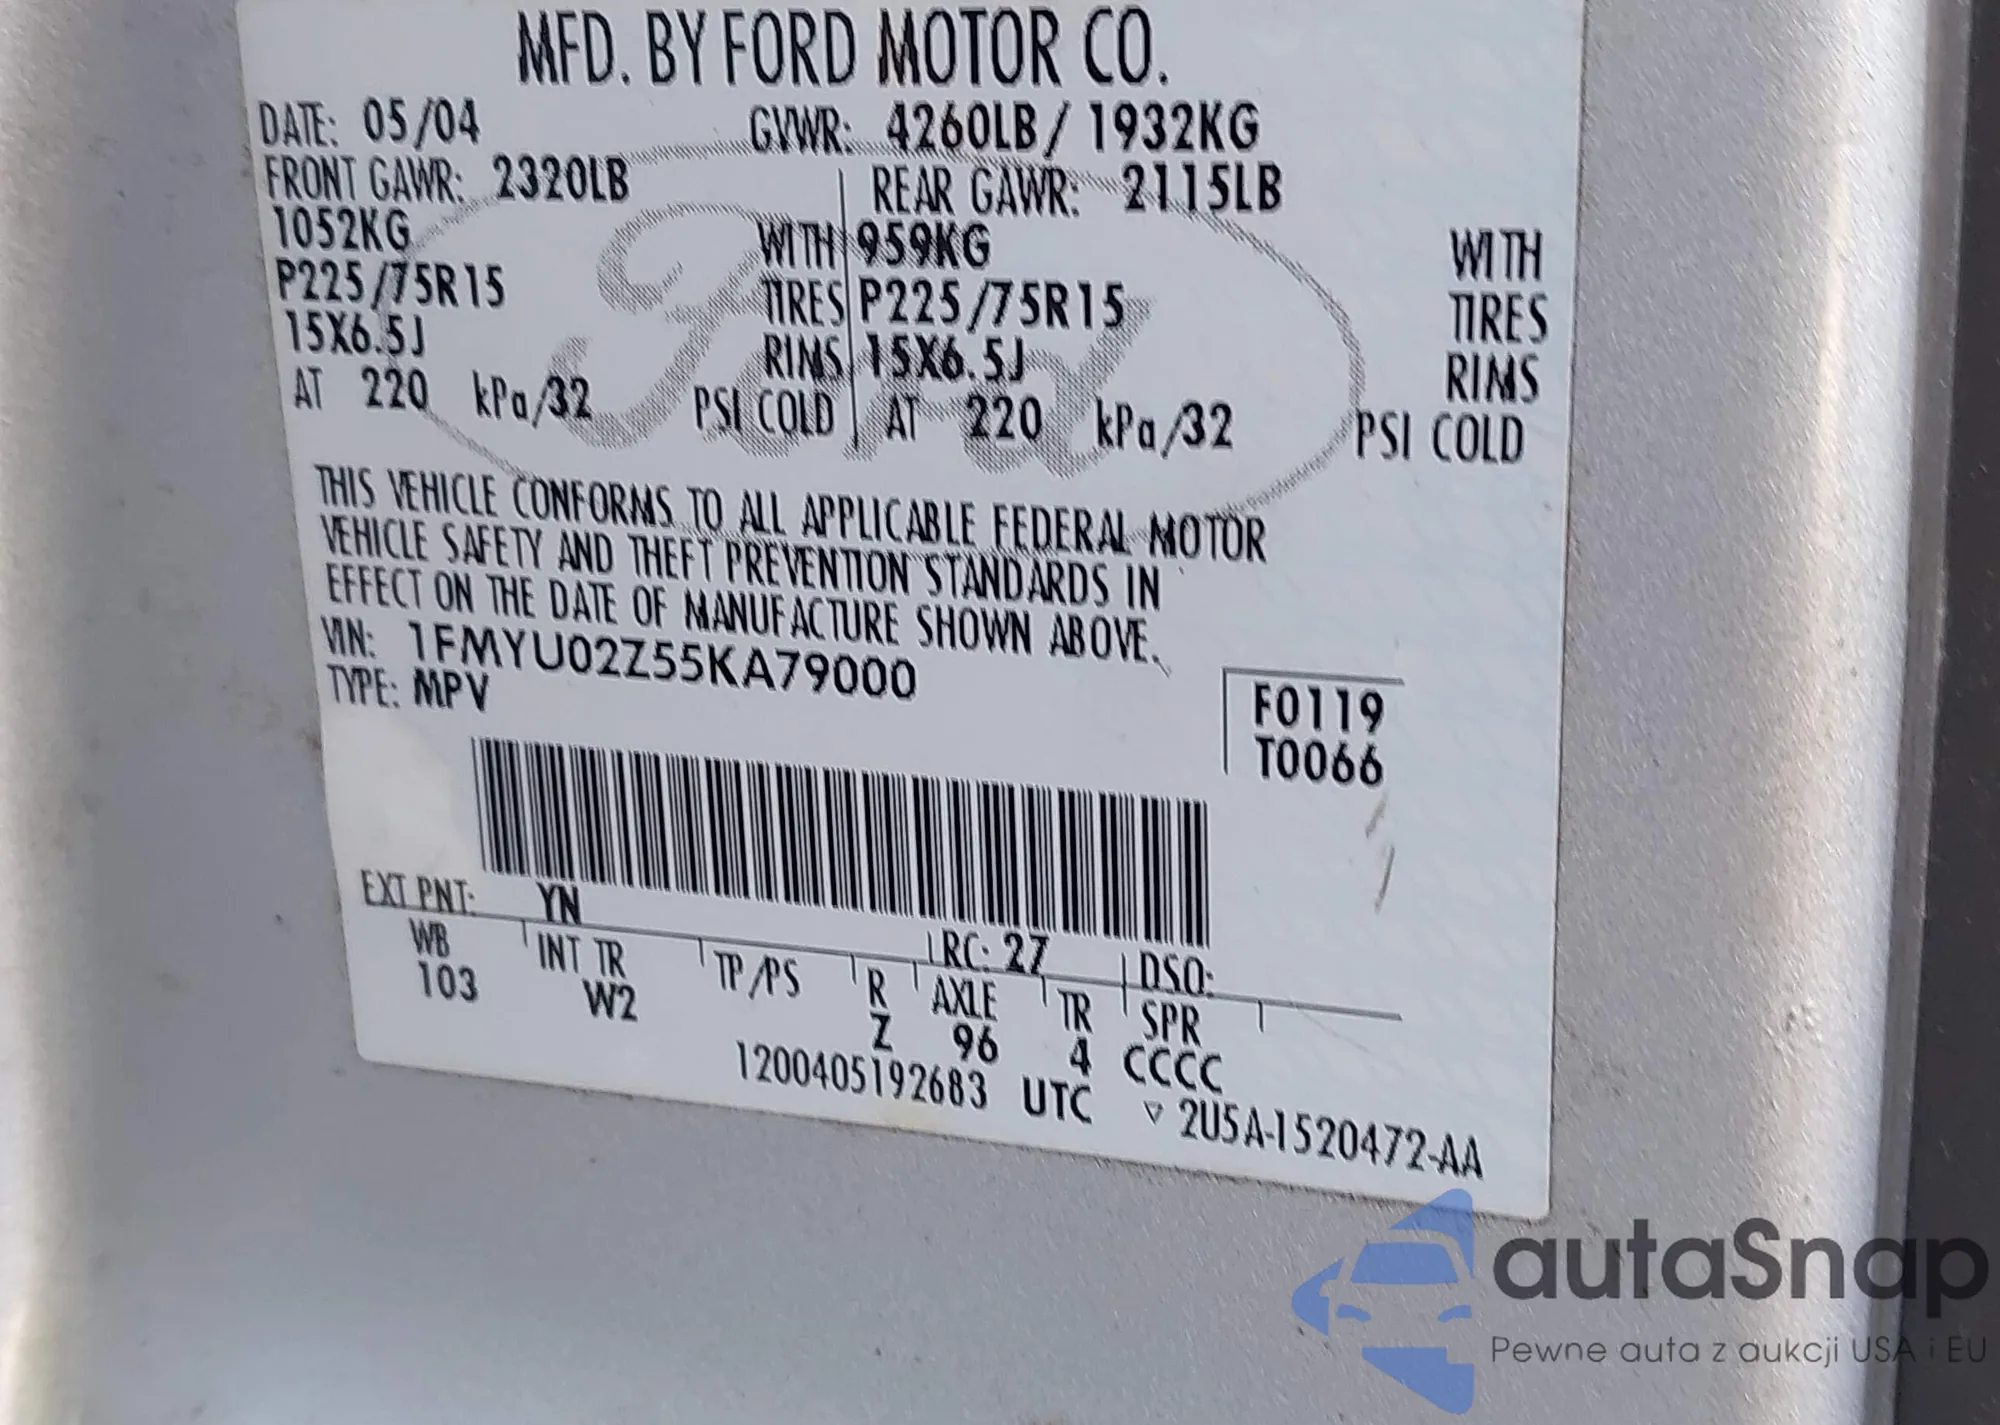 MFD. BY FORD MOTOR CO.
DATE: 05/04 GVWR: 4260LB/ 1932KG
FRONT GAWR: 2320LB REAR GAWR: 2115LB
1052KG WITH 959KG WITH
P225/75R15 TIRES P225/75R15 TIRES
15X6.5J RIMS 15X6.5J RIMS
AT 220 kPa/32 PSI COLD AT 220 kPa/32 PSI COLD
Ford
THIS VEHICLE CONFORMS TO ALL APPLICABLE FEDERAL MOTOR
VEHICLE SAFETY AND THEFT PREVENTION STANDARDS IN
EFFECT ON THE DATE OF MANUFACTURE SHOWN ABOVE.
VIN: 1FMYU02Z55KA79000
TYPE: MPV
F0119
T0066
EXT PNT: YN RC: 27 DSO:
WB INT TR TP/PS R AXLE TR SPR
103 W2 Z 96 4 CCCC
1200405192683 UTC ▽ 2U5A-1520472-AA
autaSnap
Pewne auta z aukcji USA i EU